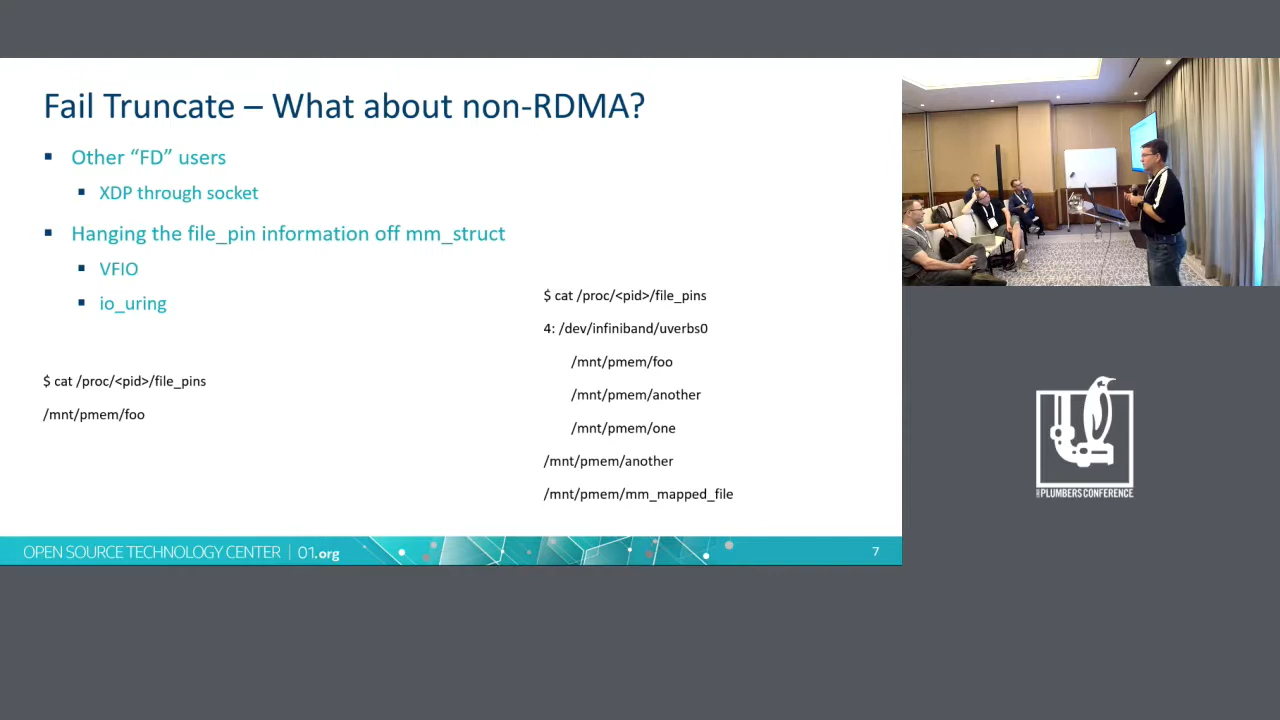 Fail Truncate – What about non-RDMA?
Other “FD” users
XDP through socket
Hanging the file_pin information off mm_struct
VFIO
io_uring
$ cat /proc/<pid>/file_pins
/mnt/pmem/foo
$ cat /proc/<pid>/file_pins
4: /dev/infiniband/uverbs0
/mnt/pmem/foo
/mnt/pmem/another
/mnt/pmem/one
/mnt/pmem/another
/mnt/pmem/mm_mapped_file
OPEN SOURCE TECHNOLOGY CENTER | 01.org
7
PLUMBERS CONFERENCE